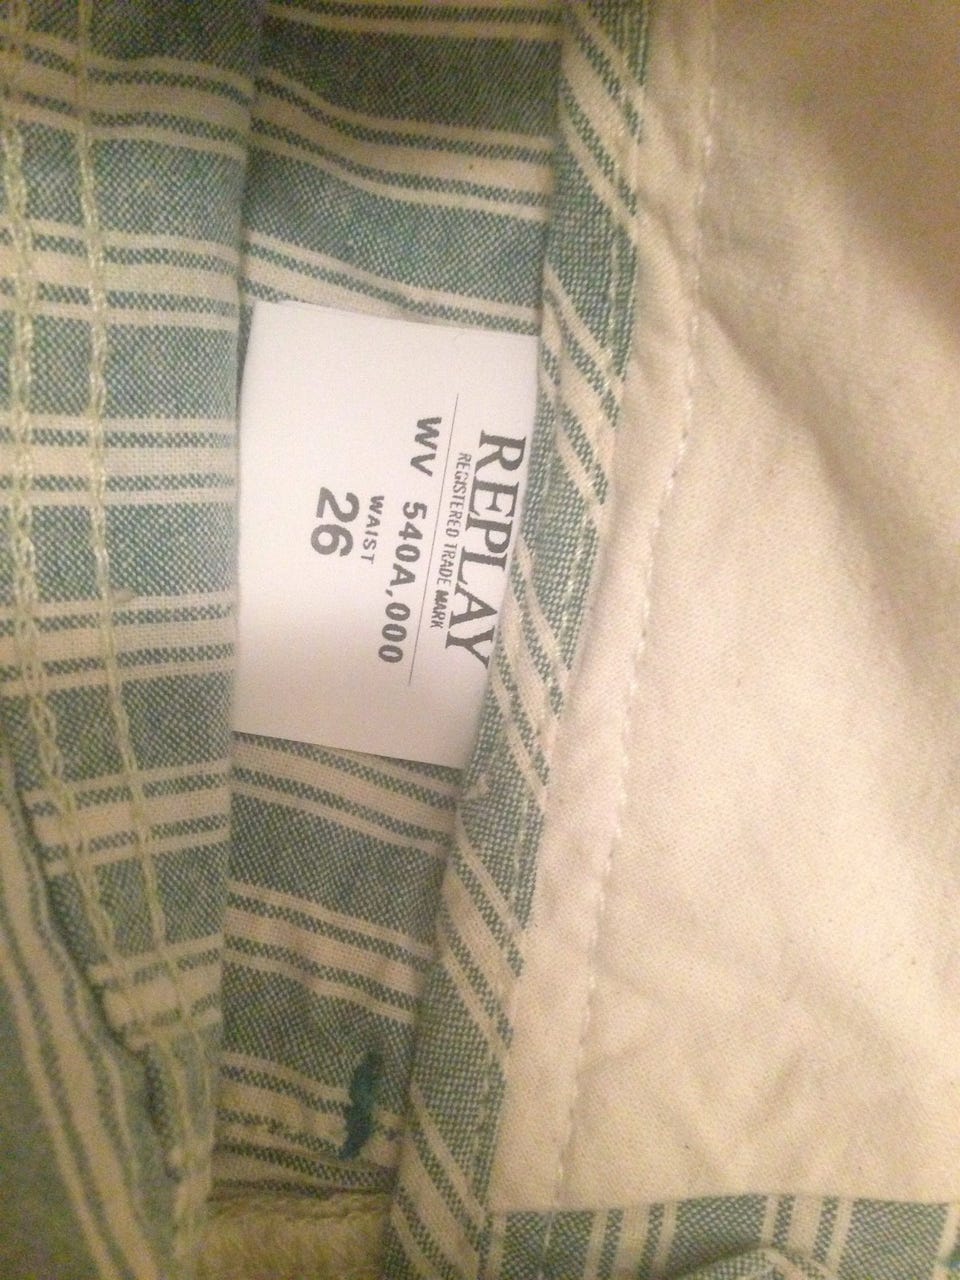 REPLAY
REGISTERED TRADE MARK
WV 540A,000
WAIST
26